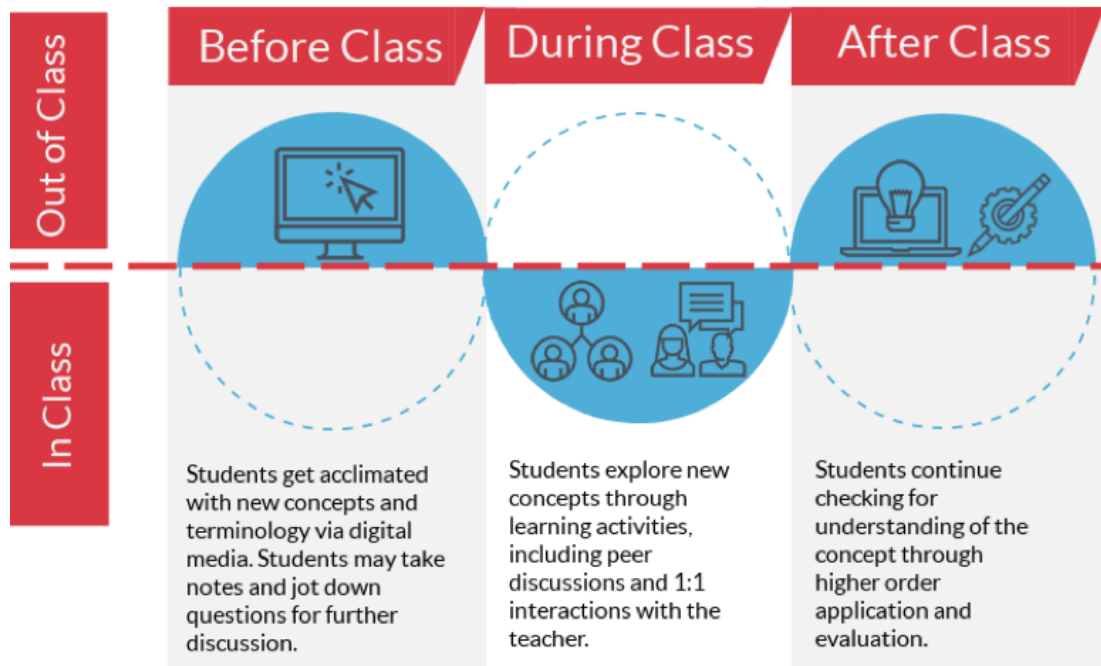 Before Class
During Class
After Class
Out of Class
In Class
Students get acclimated
with new concepts and
terminology via digital
media. Students may take
notes and jot down
questions for further
discussion.
Students explore new
concepts through
learning activities,
including peer
discussions and 1:1
interactions with the
teacher.
Students continue
checking for
understanding of the
concept through
higher order
application and
evaluation.